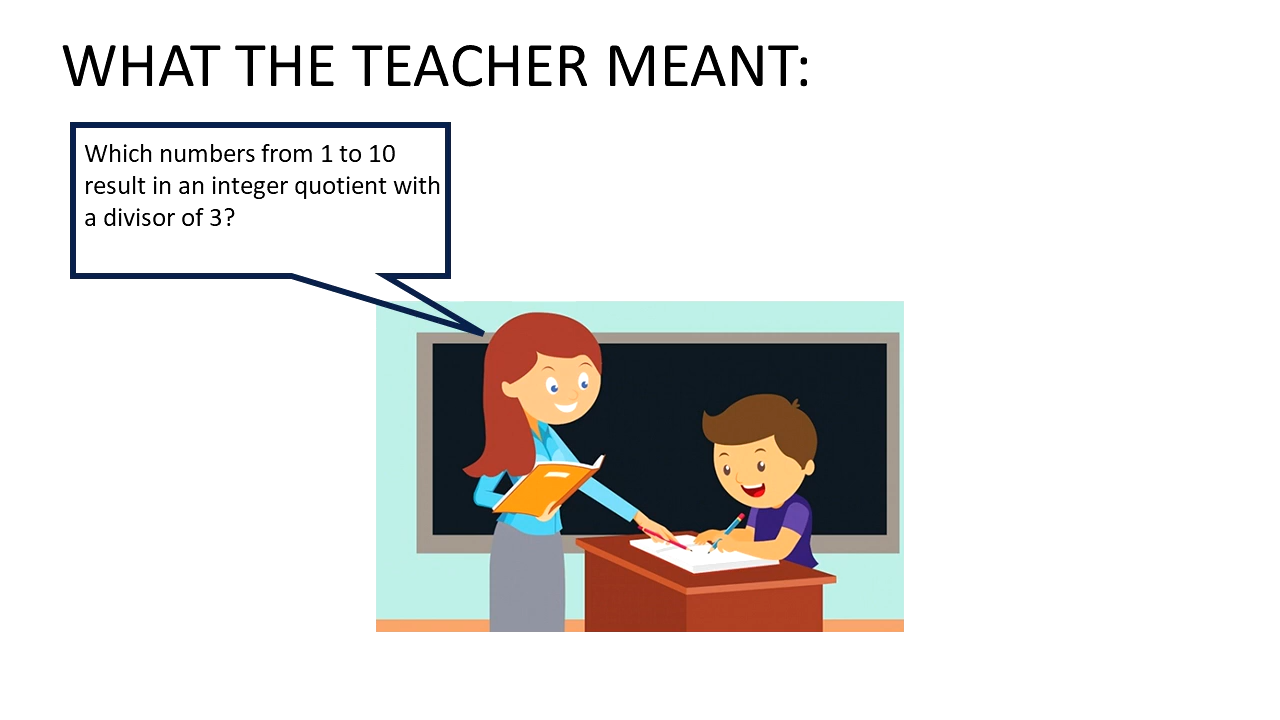 WHAT THE TEACHER MEANT:
Which numbers from 1 to 10
result in an integer quotient with
a divisor of 3?